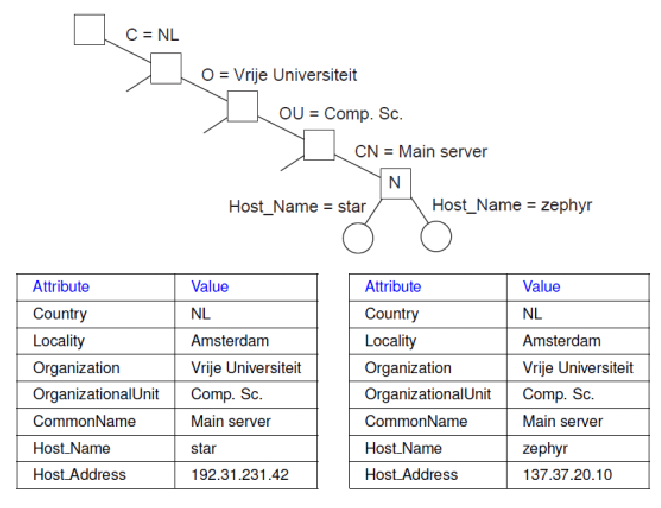 C = NL
O = Vrije Universiteit
OU = Comp. Sc.
CN = Main server
N
Host_Name = star
Host_Name = zephyr
Attribute Value
Country NL
Locality Amsterdam
Organization Vrije Universiteit
OrganizationalUnit Comp. Sc.
CommonName Main server
Host_Name star
Host_Address 192.31.231.42
Attribute Value
Country NL
Locality Amsterdam
Organization Vrije Universiteit
OrganizationalUnit Comp. Sc.
CommonName Main server
Host_Name zephyr
Host_Address 137.37.20.10